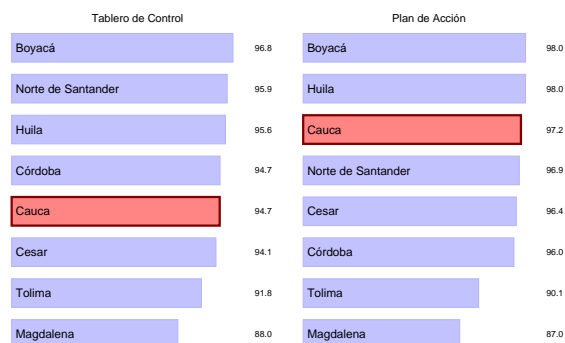 Tablero de Control
Boyacá 96.8
Norte de Santander 95.9
Huila 95.6
Córdoba 94.7
Cauca 94.7
Cesar 94.1
Tolima 91.8
Magdalena 88.0
Plan de Acción
Boyacá 98.0
Huila 98.0
Cauca 97.2
Norte de Santander 96.9
Cesar 96.4
Córdoba 96.0
Tolima 90.1
Magdalena 87.0